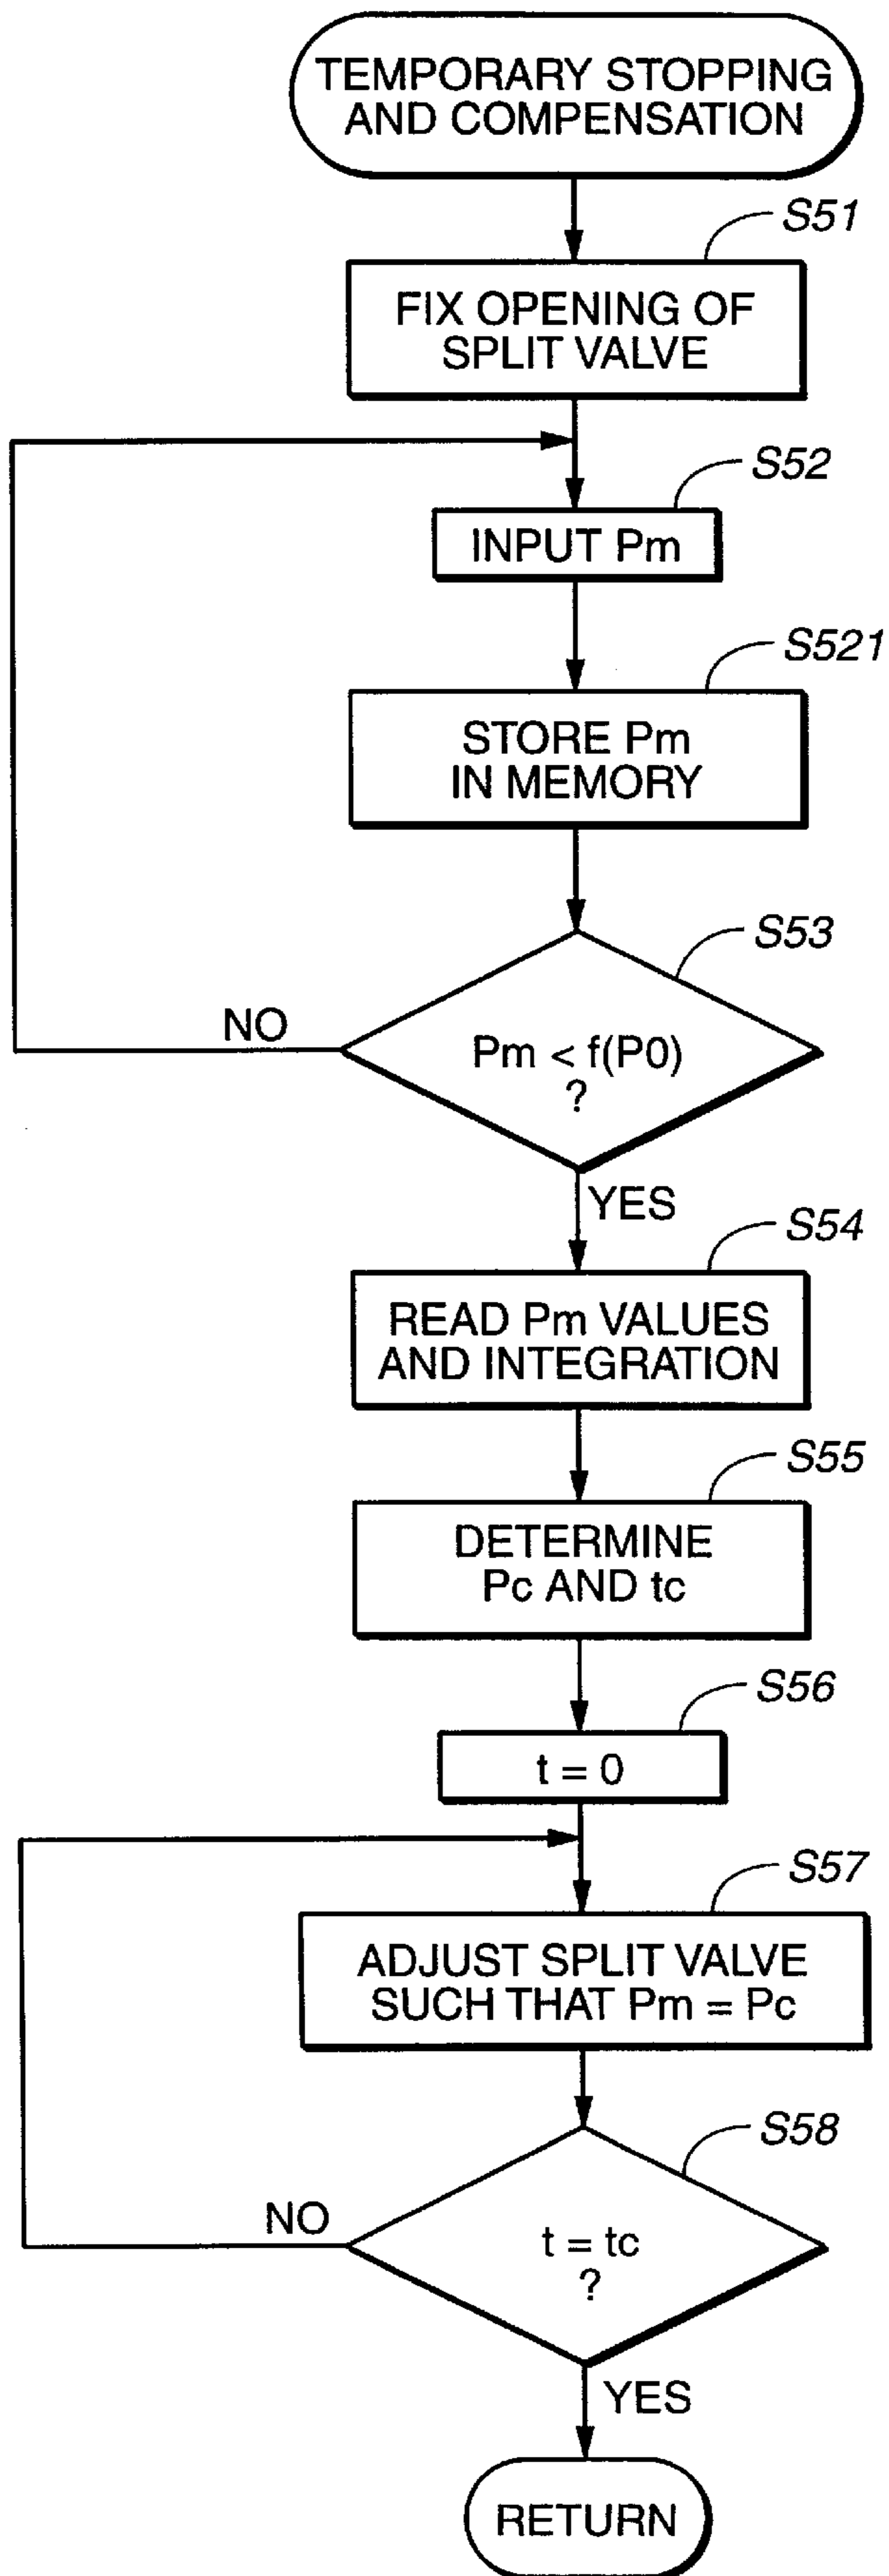 TEMPORARY STOPPING
AND COMPENSATION
S51
FIX OPENING OF
SPLIT VALVE
S52
INPUT Pm
S521
STORE Pm
IN MEMORY
S53
NO
Pm < f(P0)
?
YES
S54
READ Pm VALUES
AND INTEGRATION
S55
DETERMINE
Pc AND tc
S56
t = 0
S57
ADJUST SPLIT VALVE
SUCH THAT Pm = Pc
S58
NO
t = tc
?
YES
RETURN